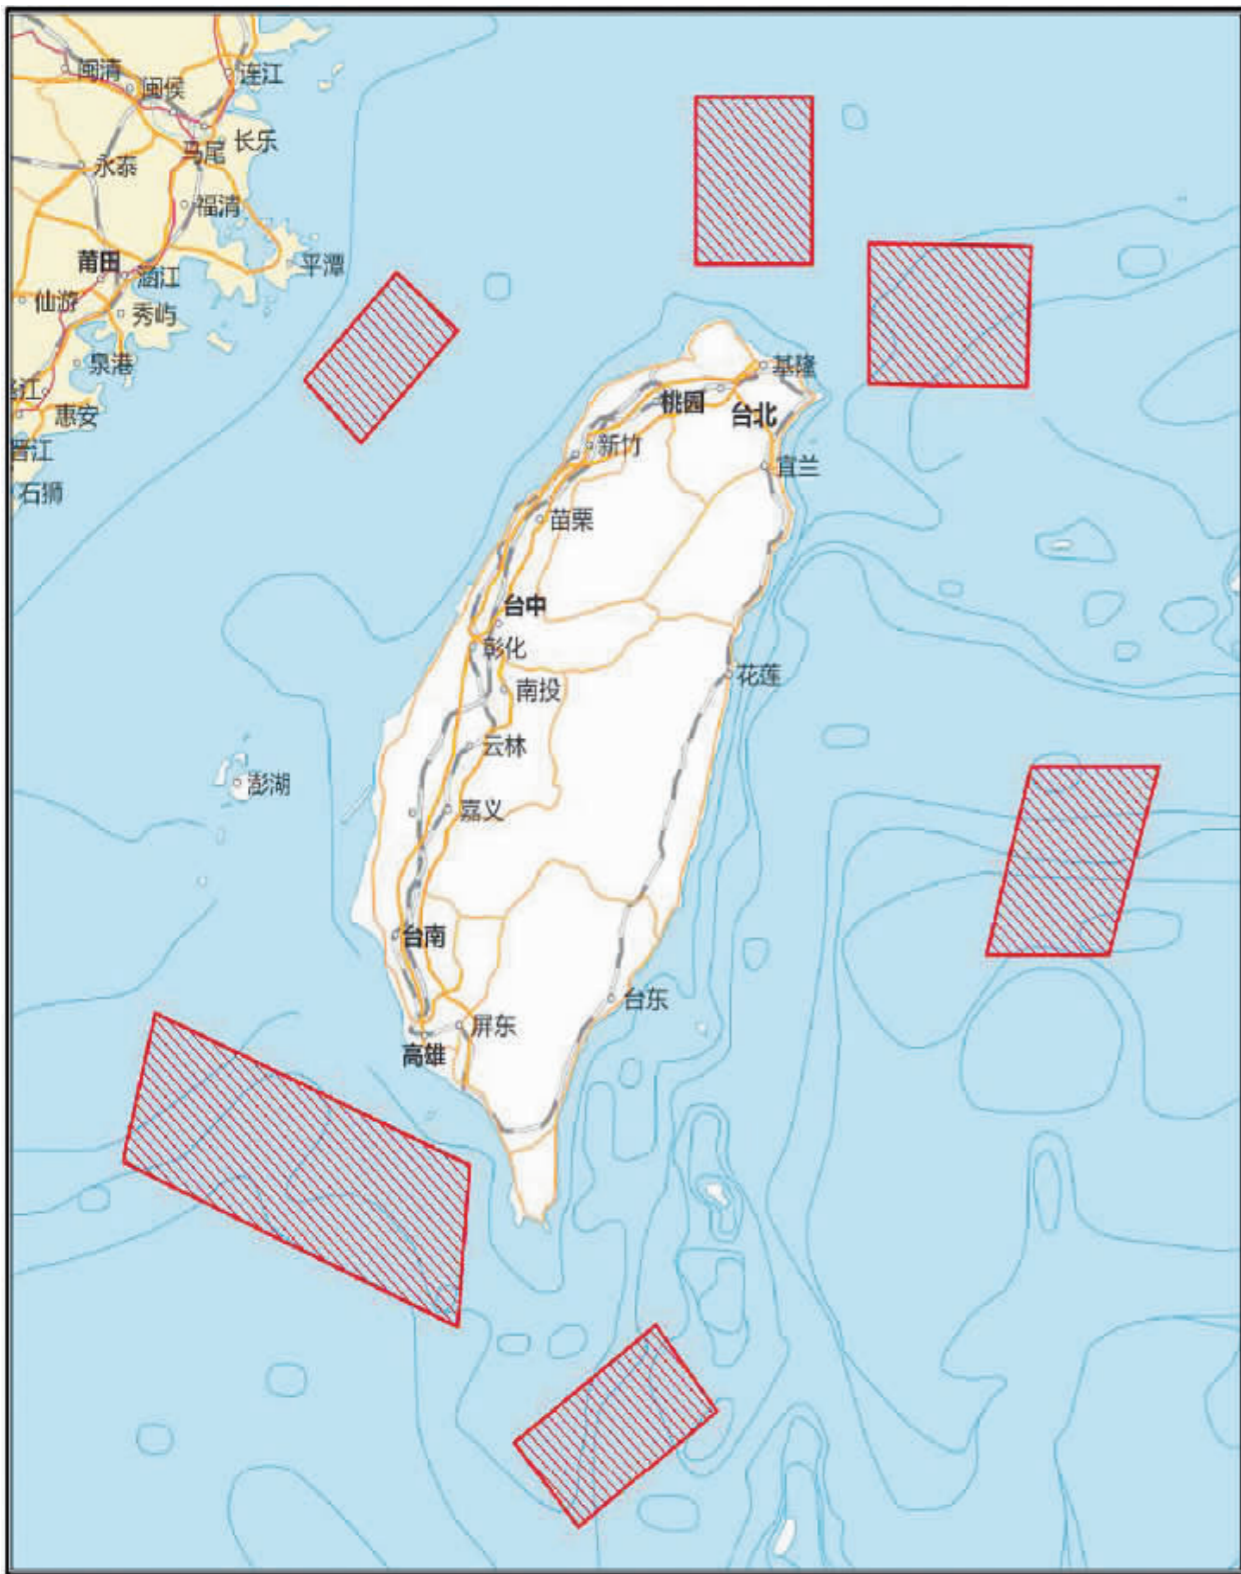 闽清
闽侯
连江
长乐
马尾
永泰
福清
莆田
涵江
平潭
仙游
秀屿
泉港
惠安
晋江
石狮
基隆
桃园
台北
新竹
宜兰
苗栗
台中
彰化
花莲
南投
云林
澎湖
嘉义
台南
台东
屏东
高雄